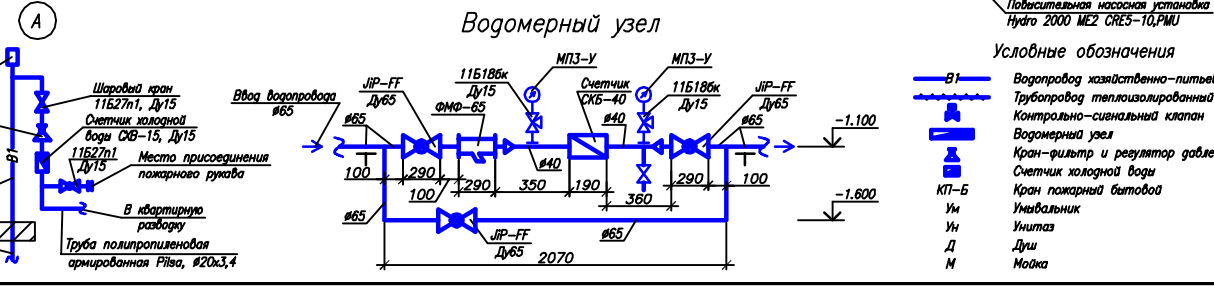 А
Шаровый кран
11Б27п1, Ду15
Счетчик холодной
воды СХВ-15, Ду15
11Б27п1
Ду15
Место присоединения
пожарного рукава
В1
В квартирную
разводку
Труба полипропиленовая
армированная Pilsa, ø20х3,4
Водомерный узел
Ввод водопровода
ø65
ø65
JiP-FF
Ду65
ФМФ-65
11Б18бк
Ду15
МПЗ-У
Счетчик
СКБ-40
ø40
ø40
МПЗ-У
11Б18бк
Ду15
JiP-FF
Ду65
ø65
-1.100
100
290
100
290
350
190
360
290
100
ø65
JiP-FF
Ду65
ø65
-1.600
2070
Повысительная насосная установка
Hydro 2000 ME2 CRE5-10,PMU
Условные обозначения
В1 Водопровод хозяйственно-питьев
Трубопровод теплоизолированный
Контрольно-сигнальный клапан
Водомерный узел
Кран-фильтр и регулятор давле
Счетчик холодной воды
КП-Б Кран пожарный бытовой
Ум Умывальник
Ун Унитаз
Д Душ
М Мойка